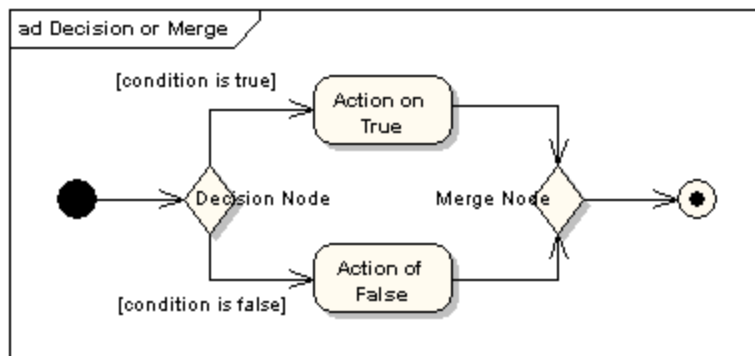 ad Decision or Merge
[condition is true]
Action on
True
Decision Node
Merge Node
Action of
False
[condition is false]